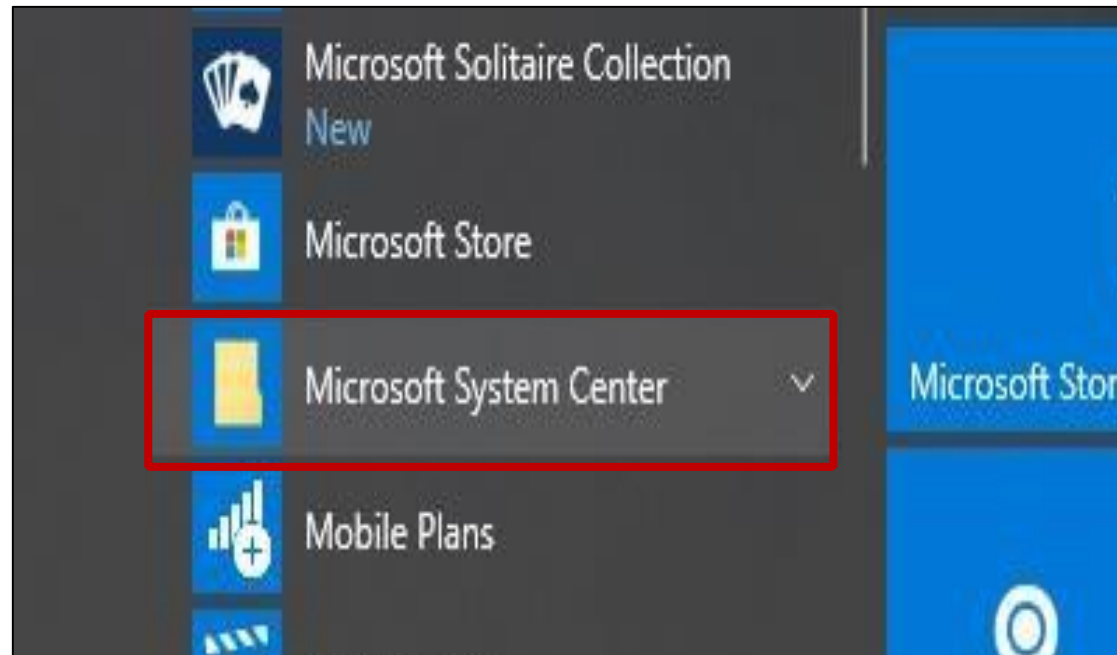 Microsoft Solitaire Collection
New
Microsoft Store
Microsoft System Center
Microsoft Stor
Mobile Plans